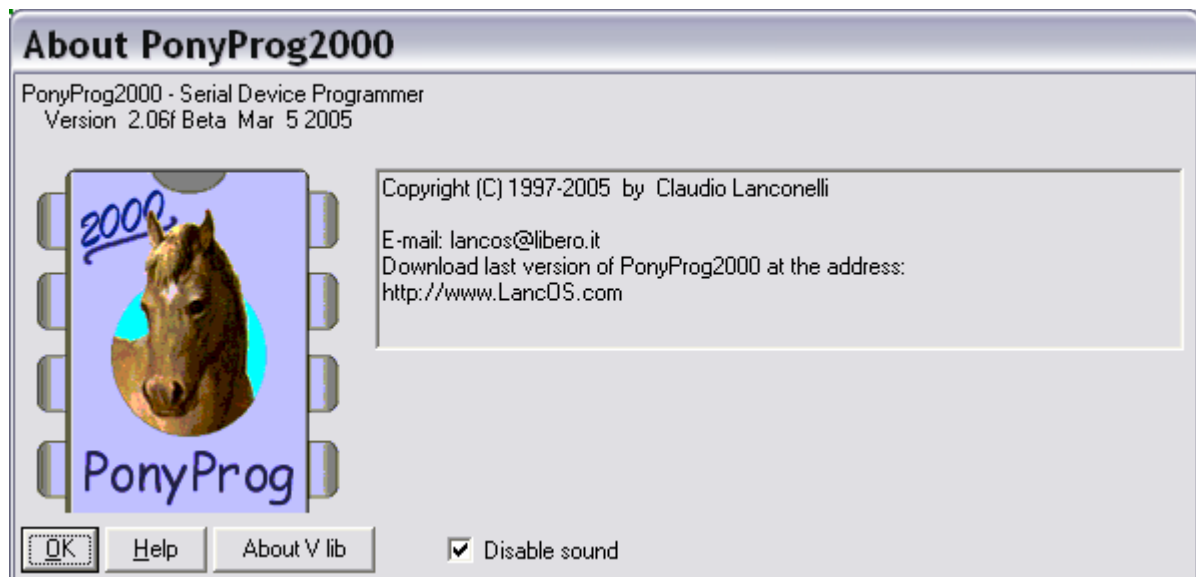 About PonyProg2000
PonyProg2000 - Serial Device Programmer
Version 2.06f Beta Mar 5 2005
2000
PonyProg
Copyright (C) 1997-2005 by Claudio Lanconelli
E-mail: lancos@libero.it
Download last version of PonyProg2000 at the address:
http://www.LancOS.com
OK
Help
About V lib
Disable sound